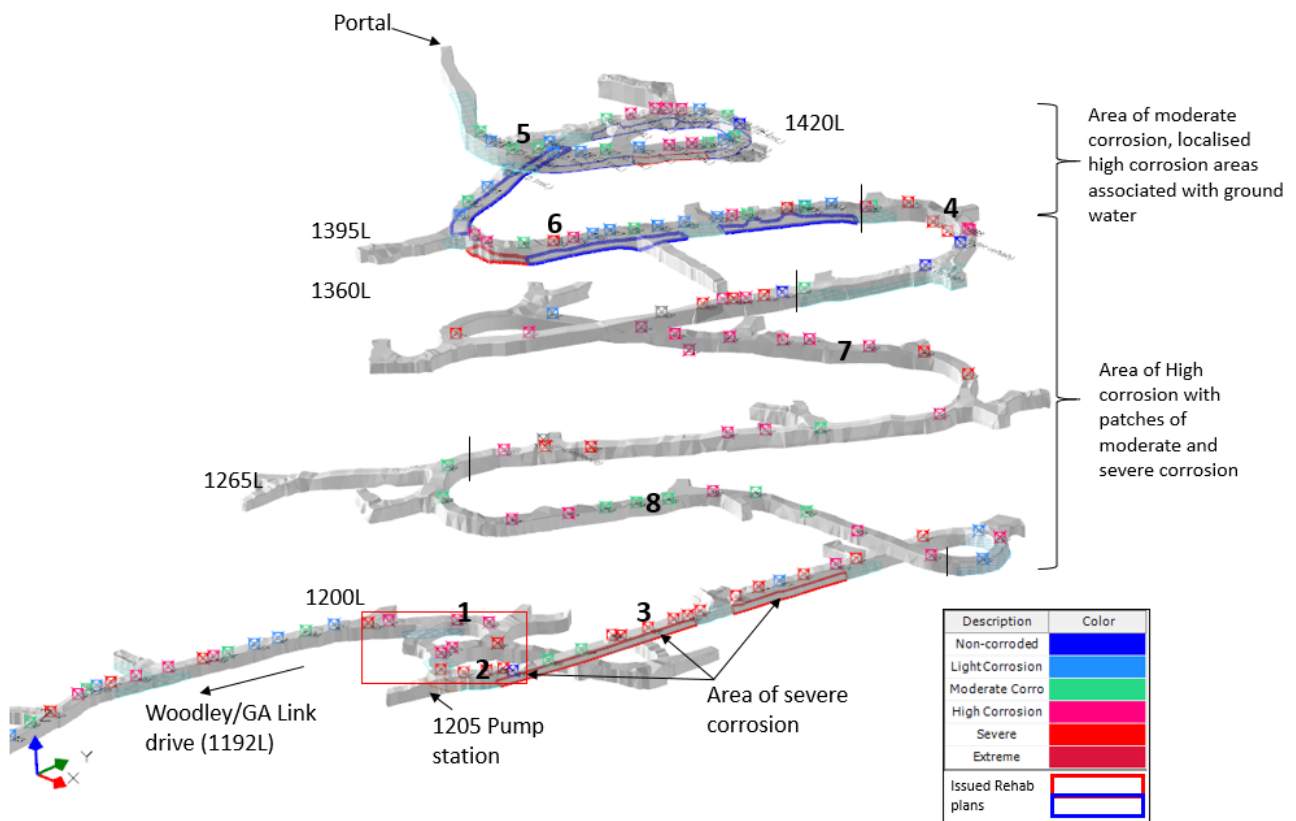 Portal
5
1420L
Area of moderate
corrosion, localised
high corrosion areas
associated with ground
water
4
1395L
6
1360L
7
Area of High
corrosion with
patches of
moderate and
severe corrosion
1265L
8
1200L
1
3
2
Area of severe
corrosion
Woodley/GA Link
drive (1192L)
1205 Pump
station
Z
Y
X
Description Color
Non-corroded
Light Corrosion
Moderate Corro
High Corrosion
Severe
Extreme
Issued Rehab
plans